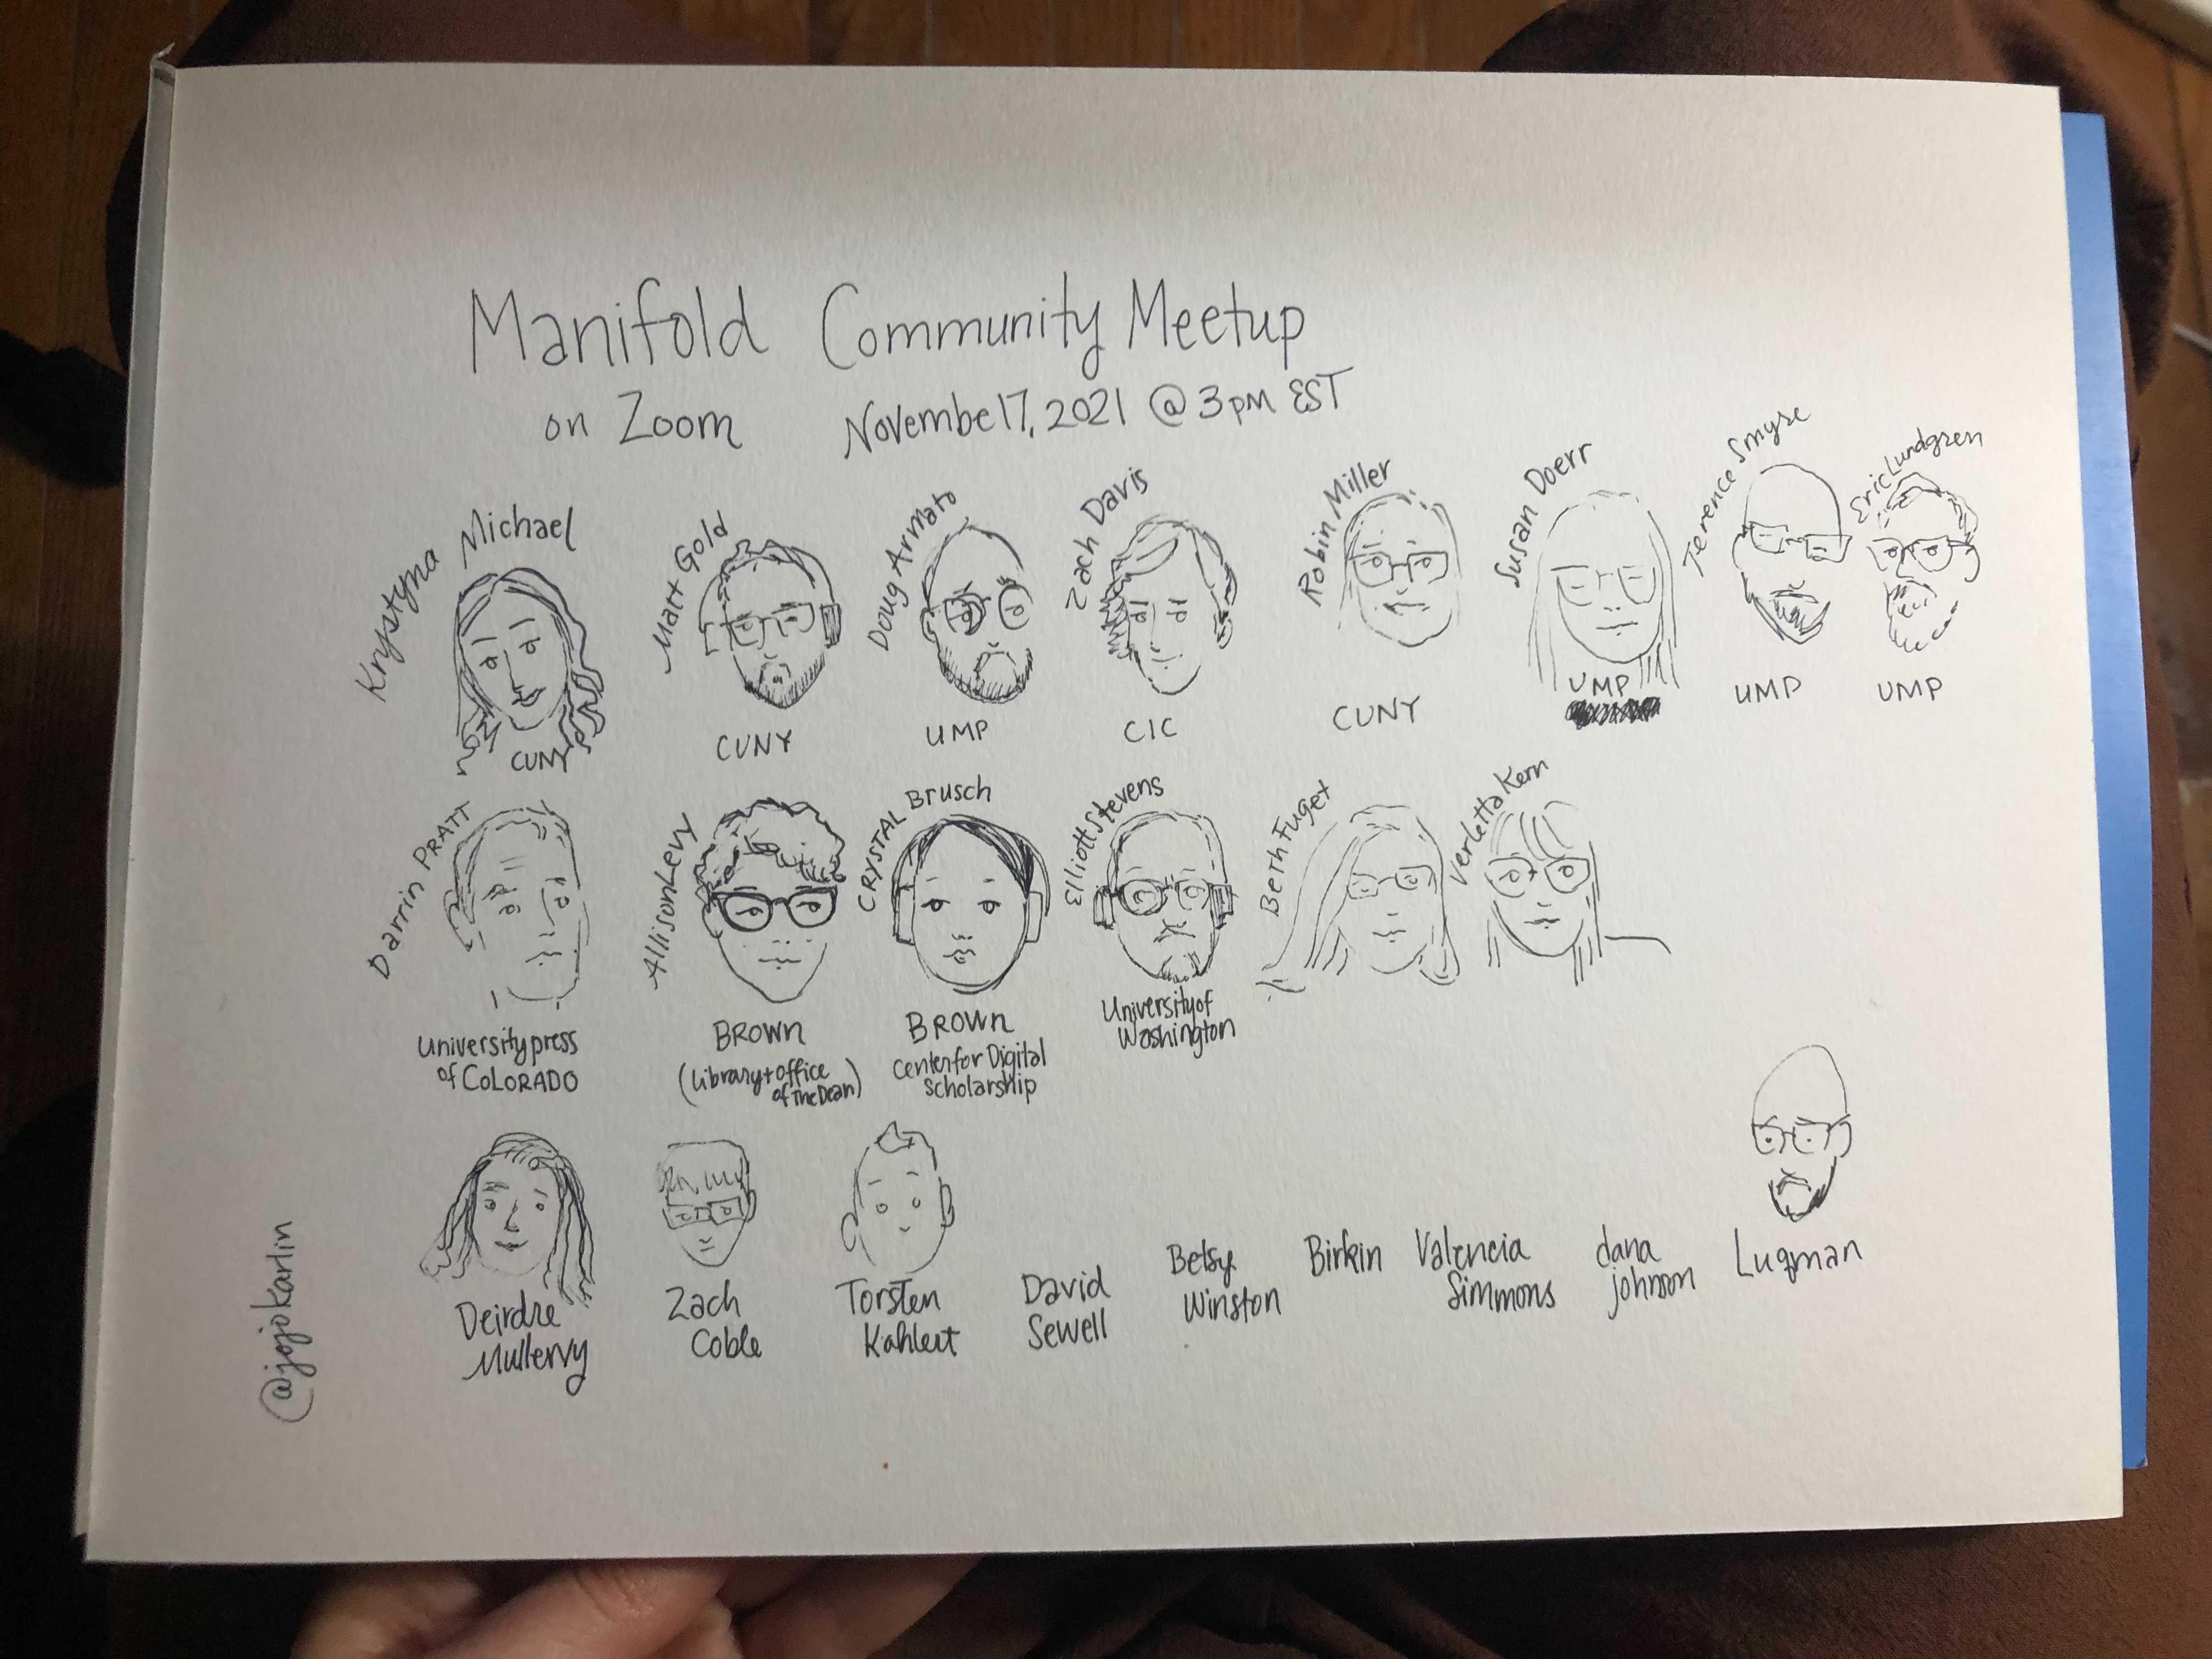 Manifold Community Meetup
on Zoom Novembe17, 2021 @ 3pm EST
Krystyna Michael
CUNY
Matt Gold
CUNY
Doug Armato
UMP
Zach Davis
CIC
Robin Miller
CUNY
Susan Doerr
UMP
Terence Smyre
UMP
Eric Lundgren
UMP
Darrin PRATT
University press
of COLORADO
Allison Levy
BROWN
(Library + office
of The Dean)
CRYSTAL Brusch
BROWN
Center for Digital
Scholarship
Elliott Stevens
University of
Washington
Beth Fuget
Verletta Kern
Deirdre
Mullervy
Zach
Coble
Torsten
Kahlert
David
Sewell
Betsy
Winston
Birkin
Valencia
Simmons
dana
johnson
Luqman
@jojokarlin